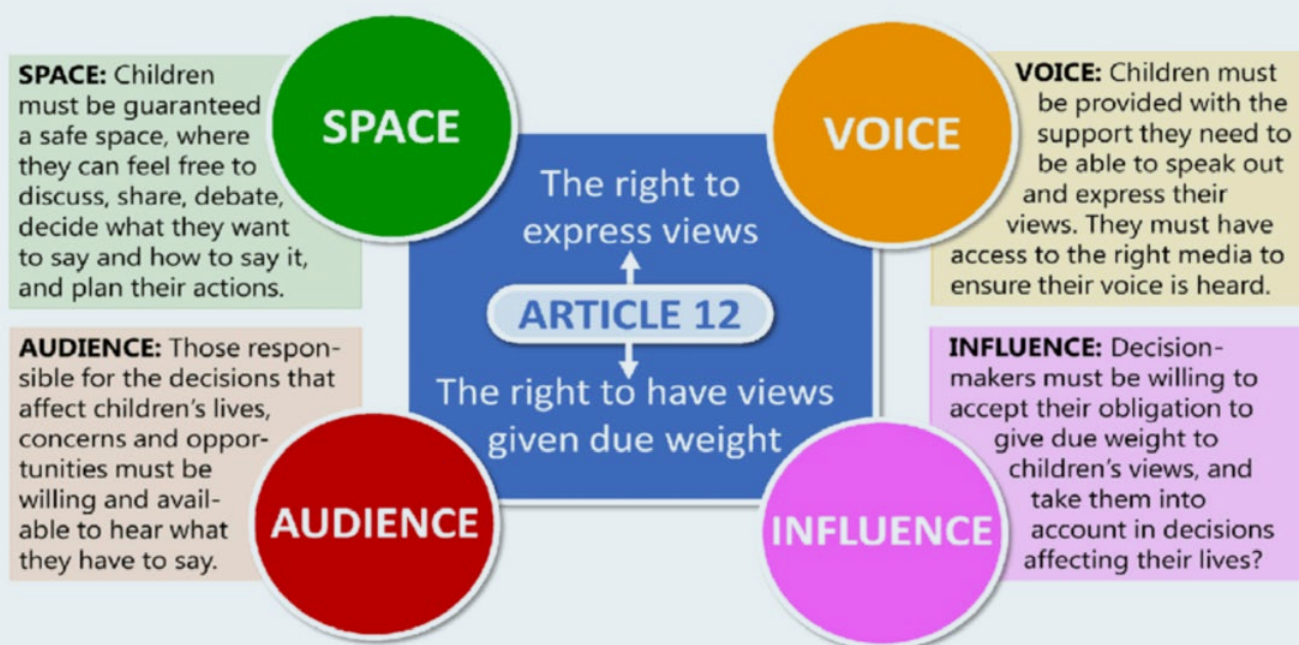 SPACE: Children
must be guaranteed
a safe space, where
they can feel free to
discuss, share, debate,
decide what they want
to say and how to say it,
and plan their actions.
SPACE
VOICE
VOICE: Children must
be provided with the
support they need to
be able to speak out
and express their
views. They must have
access to the right media to
ensure their voice is heard.
The right to
express views
ARTICLE 12
The right to have views
given due weight
AUDIENCE: Those respon-
sible for the decisions that
affect children's lives,
concerns and oppor-
tunities must be
willing and avail-
able to hear what
they have to say.
AUDIENCE
INFLUENCE
INFLUENCE: Decision-
makers must be willing to
accept their obligation to
give due weight to
children's views, and
take them into
account in decisions
affecting their lives?